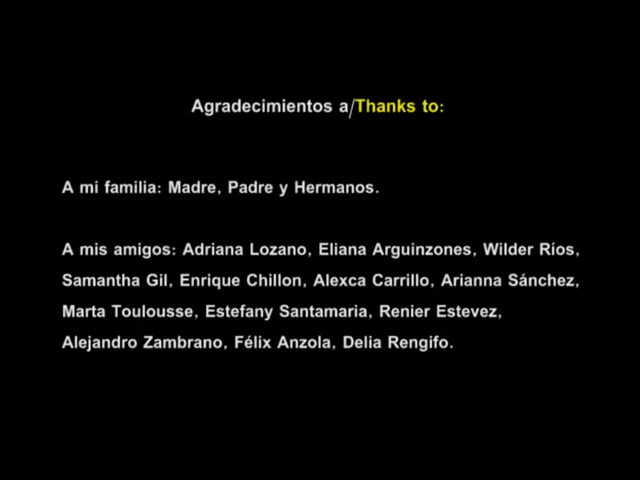 Agradecimientos a/Thanks to:
A mi familia: Madre, Padre y Hermanos.
A mis amigos: Adriana Lozano, Eliana Arguinzones, Wilder Ríos,
Samantha Gil, Enrique Chillon, Alexca Carrillo, Arianna Sánchez,
Marta Toulousse, Estefany Santamaria, Renier Estevez,
Alejandro Zambrano, Félix Anzola, Delia Rengifo.